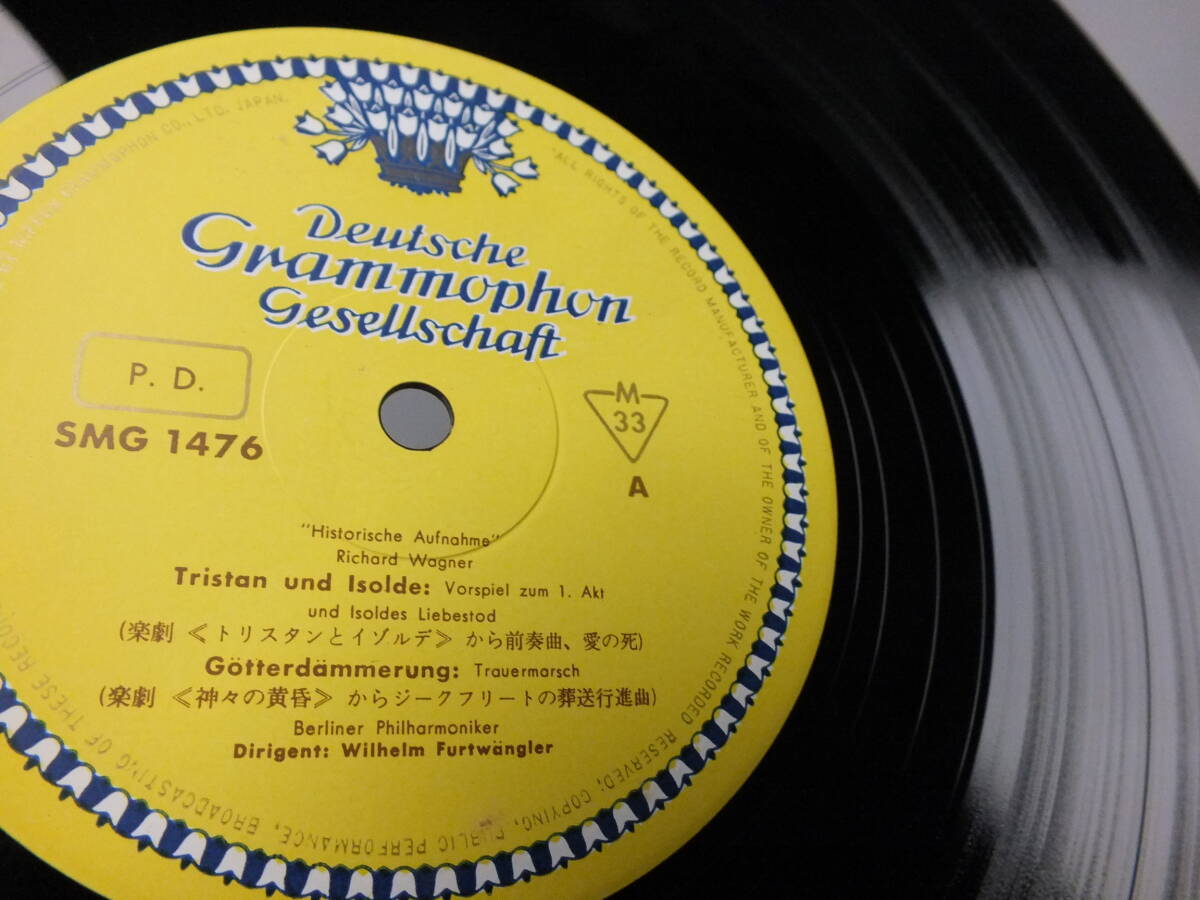 Deutsche
Grammophon
Gesellschaft
P. D.
SMG 1476
M
33
A
"Historische Aufnahme"
Richard Wagner
Tristan und Isolde: Vorspiel zum 1. Akt
und Isoldes Liebestod
(楽劇 《トリスタンとイゾルデ》 から前奏曲、愛の死)
Götterdämmerung: Trauermarsch
(楽劇 《神々の黄昏》 からジークフリートの葬送行進曲)
Berliner Philharmoniker
Dirigent: Wilhelm Furtwängler
CO., LTD. JAPAN.
"ALL RIGHTS OF THE RECORD MANUFACTURER AND OF THE OWNER OF THE WORK RECORDED RESERVED; COPYING, PUBLIC PERFORMANCE, BROADCASTING OF THESE